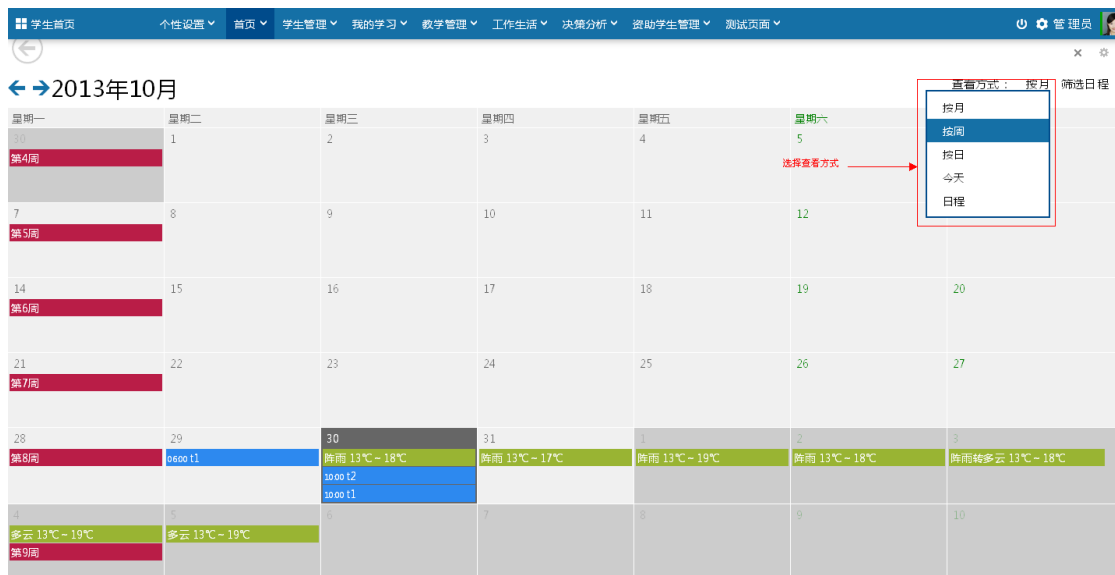 学生首页 个性设置 首页 学生管理 我的学习 教学管理 工作生活 决策分析 资助学生管理 测试页面 管理员
2013年10月 查看方式： 按月 筛选日程
星期一 星期二 星期三 星期四 星期五 星期六
按月
按周
按日
今天
日程
选择查看方式
30 1 2 3 4 5
第4周
7 8 9 10 11 12
第5周
14 15 16 17 18 19 20
第6周
21 22 23 24 25 26 27
第7周
28 29 30 31 1 2 3
第8周 06:00 t1 阵雨 13℃ ~ 18℃ 阵雨 13℃ ~ 17℃ 阵雨 13℃ ~ 19℃ 阵雨 13℃ ~ 18℃ 阵雨转多云 13℃ ~ 18℃
10:00 t2
10:00 t1
4 5 6 7 8 9 10
多云 13℃ ~ 19℃ 多云 13℃ ~ 19℃
第9周